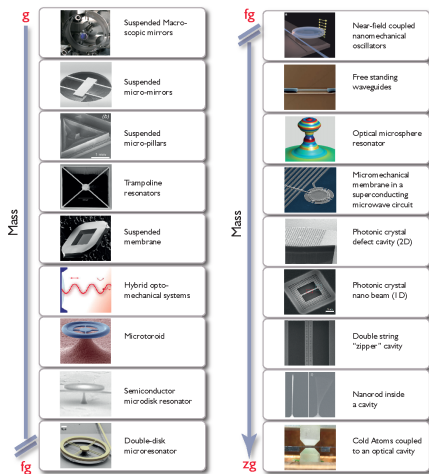 g
Suspended Macro-
scopic mirrors
Suspended
micro-mirrors
Suspended
micro-pillars
Trampoline
resonators
Suspended
membrane
Hybrid opto-
mechanical systems
Microtoroid
Semiconductor
microdisk resonator
Double-disk
microresonator
Mass
fg
fg
Near-field coupled
nanomechanical
oscillators
Free standing
waveguides
Optical microsphere
resonator
Micromechanical
membrane in a
superconducting
microwave circuit
Photonic crystal
defect cavity (2D)
Photonic crystal
nano beam (1D)
Double string
"zipper" cavity
Nanorod inside
a cavity
Cold Atoms coupled
to an optical cavity
Mass
zg